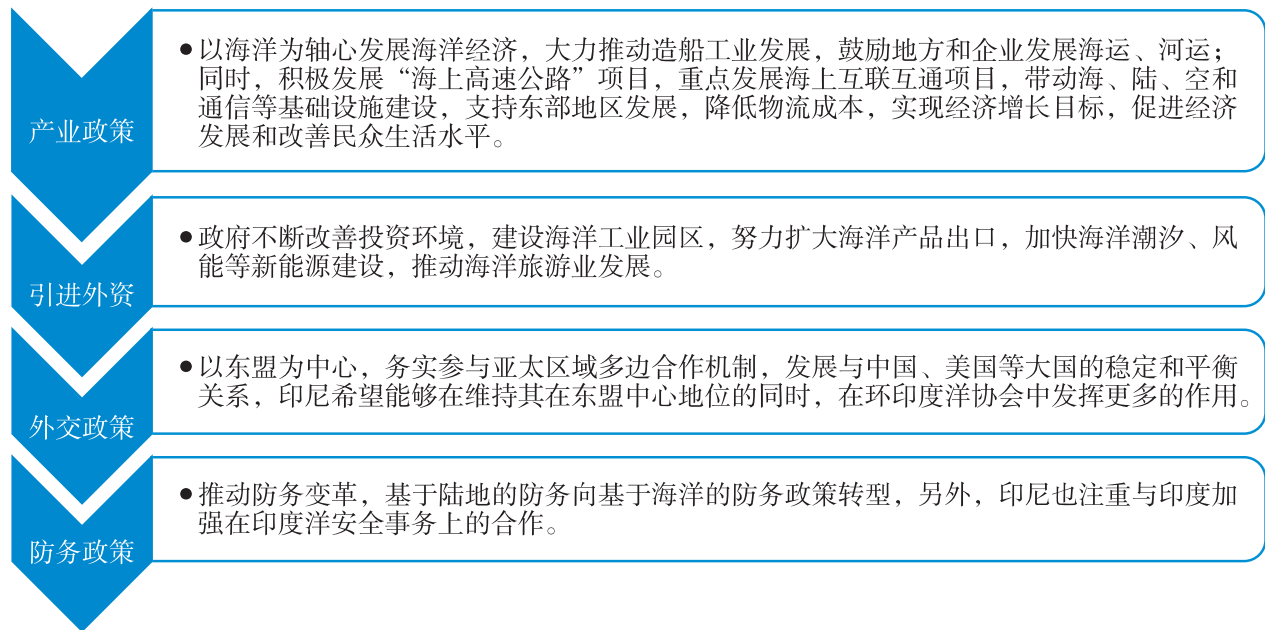 产业政策
●以海洋为轴心发展海洋经济，大力推动造船工业发展，鼓励地方和企业发展海运、河运；
同时，积极发展“海上高速公路”项目，重点发展海上互联互通项目，带动海、陆、空和
通信等基础设施建设，支持东部地区发展，降低物流成本，实现经济增长目标，促进经济
发展和改善民众生活水平。
引进外资
●政府不断改善投资环境，建设海洋工业园区，努力扩大海洋产品出口，加快海洋潮汐、风
能等新能源建设，推动海洋旅游业发展。
外交政策
●以东盟为中心，务实参与亚太区域多边合作机制，发展与中国、美国等大国的稳定和平衡
关系，印尼希望能够在维持其在东盟中心地位的同时，在环印度洋协会中发挥更多的作用。
防务政策
●推动防务变革，基于陆地的防务向基于海洋的防务政策转型，另外，印尼也注重与印度加
强在印度洋安全事务上的合作。